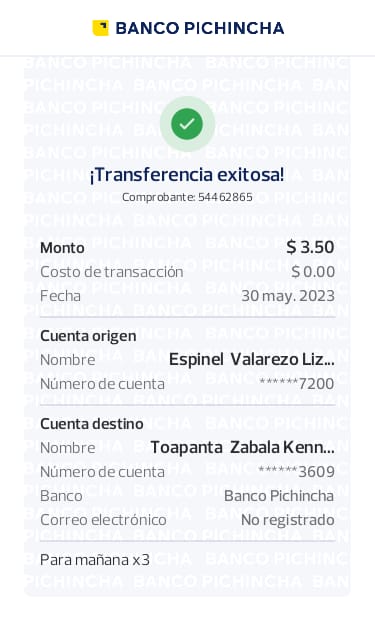 BANCO PICHINCHA
¡Transferencia exitosa!
Comprobante: 54462865
Monto $ 3.50
Costo de transacción $ 0.00
Fecha 30 may. 2023
Cuenta origen
Nombre Espinel Valarezo Liz...
Número de cuenta ******7200
Cuenta destino
Nombre Toapanta Zabala Kenn...
Número de cuenta ******3609
Banco Banco Pichincha
Correo electrónico No registrado
Para mañana x3